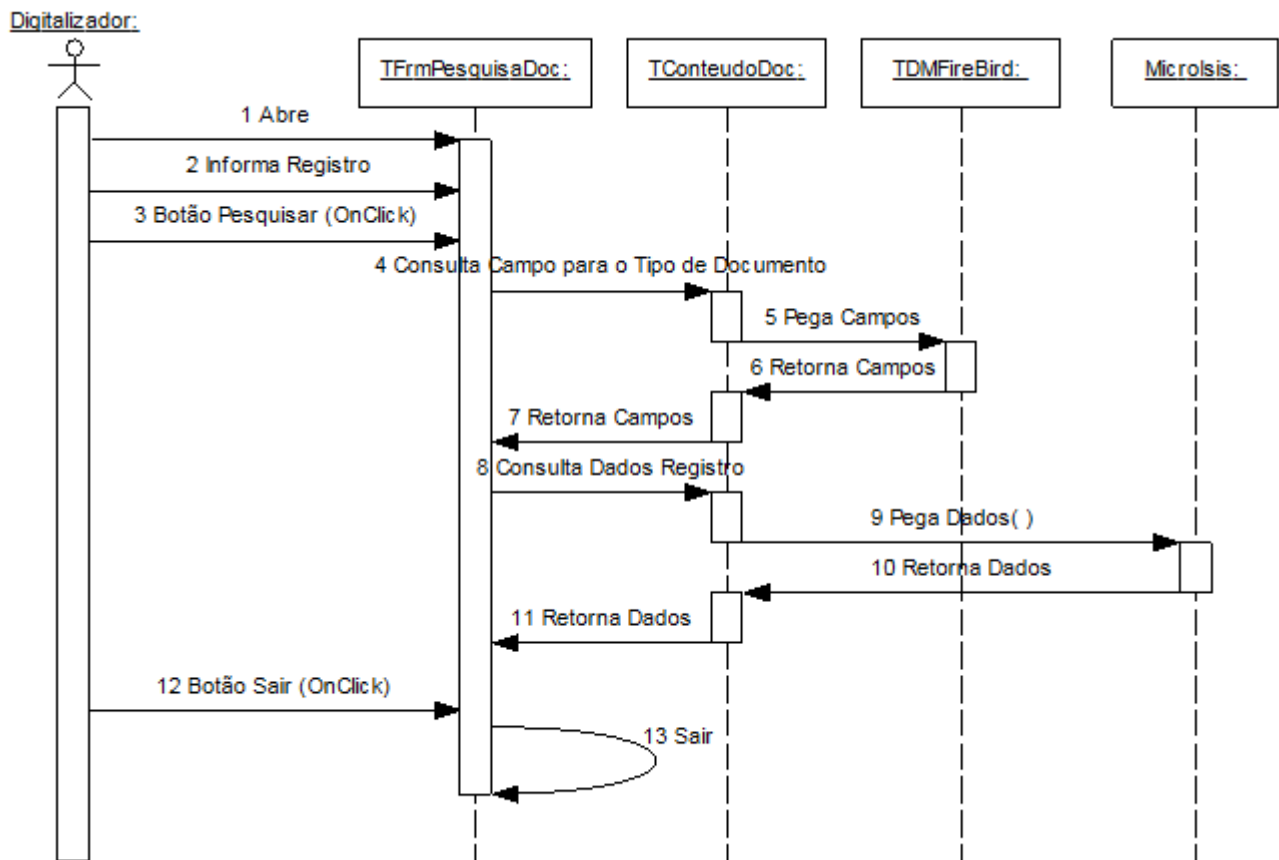 Digitalizador:
TFrmPesquisaDoc:
TConteudoDoc:
TDMFireBird:
MicroIsis:
1 Abre
2 Informa Registro
3 Botão Pesquisar (OnClick)
4 Consulta Campo para o Tipo de Documento
5 Pega Campos
6 Retorna Campos
7 Retorna Campos
8 Consulta Dados Registro
9 Pega Dados( )
10 Retorna Dados
11 Retorna Dados
12 Botão Sair (OnClick)
13 Sair